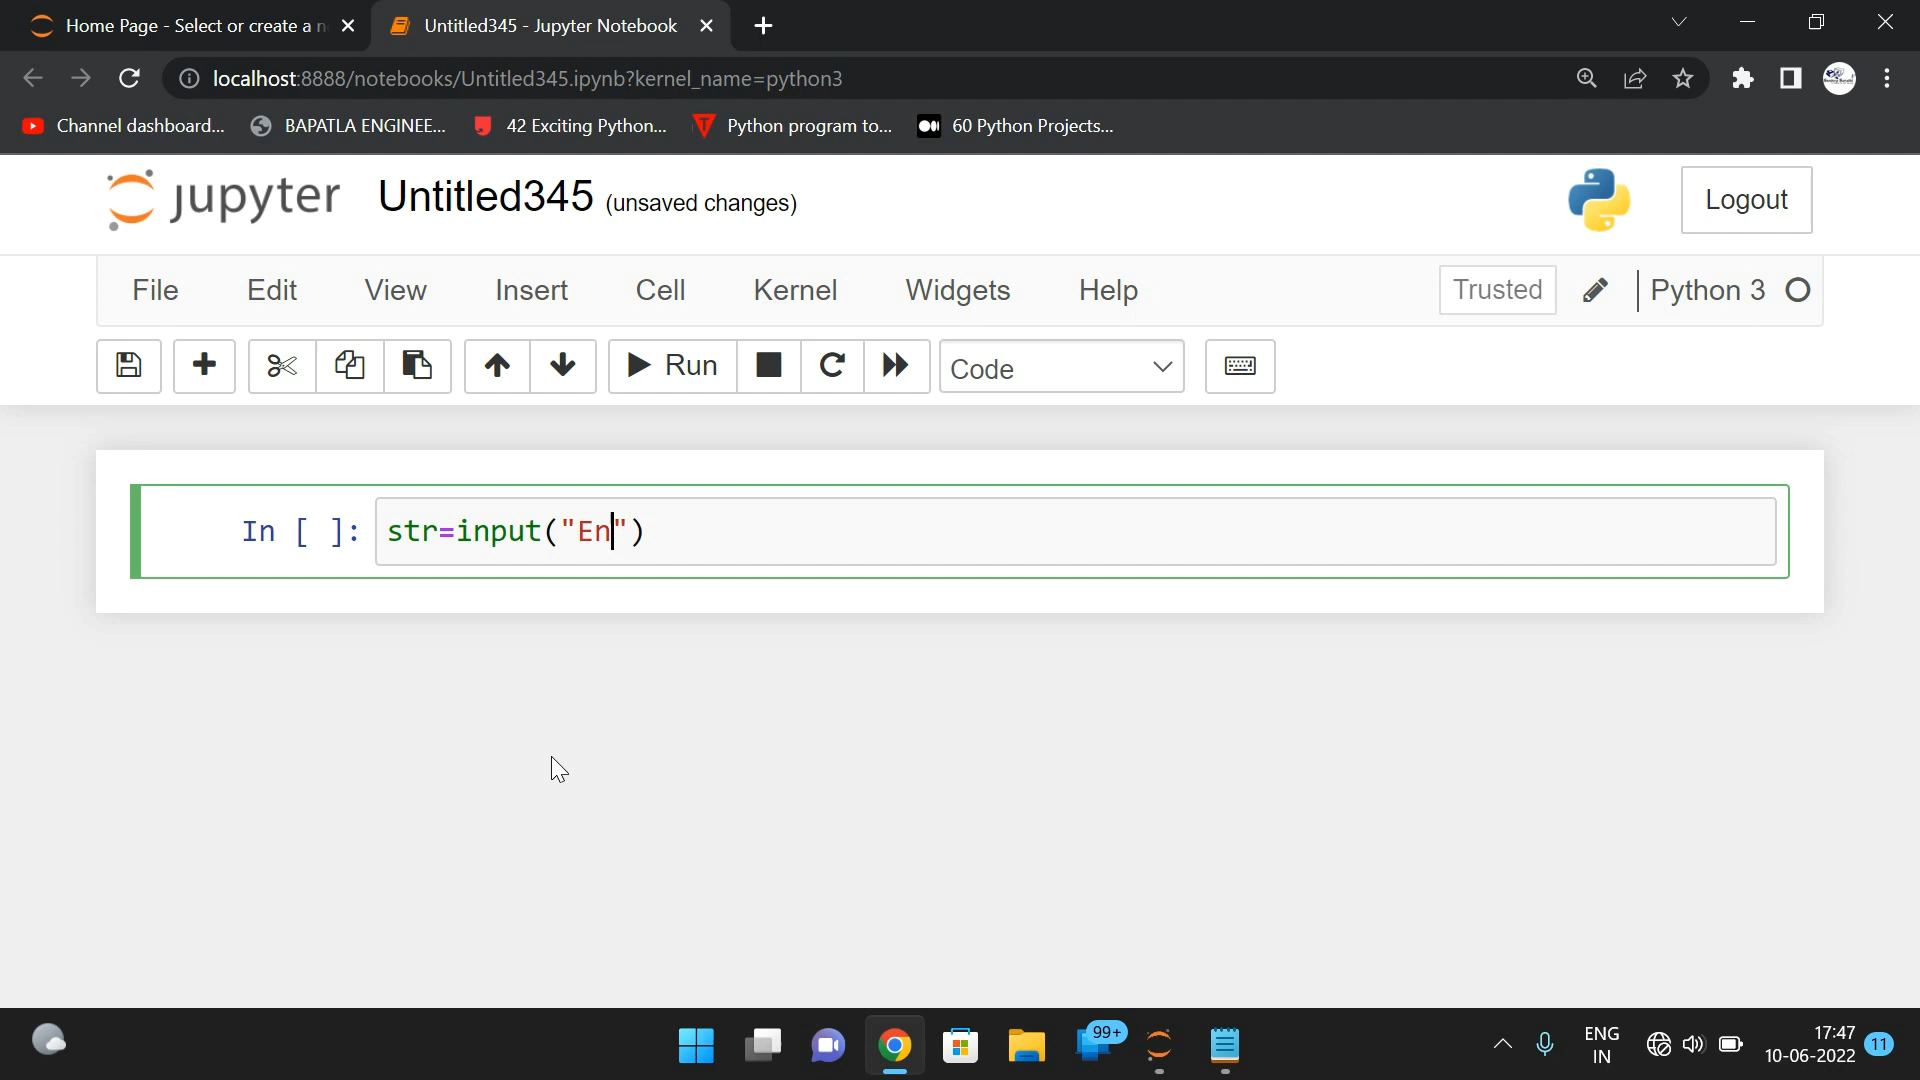 Home Page - Select or create a n
Untitled345 - Jupyter Notebook
localhost:8888/notebooks/Untitled345.ipynb?kernel_name=python3
Channel dashboard...
BAPATLA ENGINEE...
42 Exciting Python...
Python program to...
60 Python Projects...
jupyter Untitled345 (unsaved changes)
Logout
File Edit View Insert Cell Kernel Widgets Help Trusted Python 3
Run Code
In [ ]: str=input("En")
99+
ENG
IN
17:47
10-06-2022
11